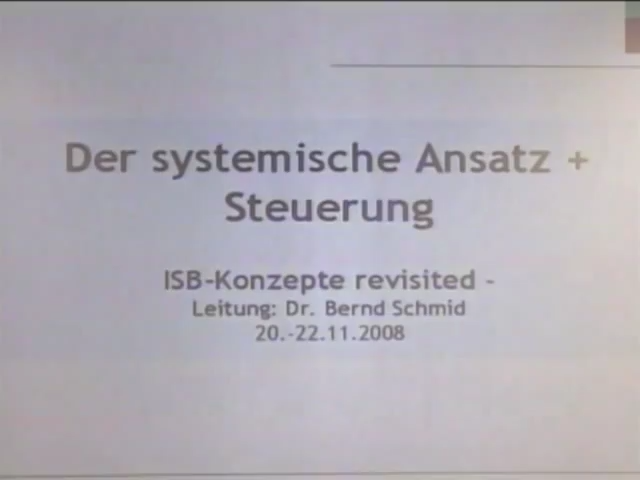 Der systemische Ansatz +
Steuerung
ISB-Konzepte revisited -
Leitung: Dr. Bernd Schmid
20.-22.11.2008